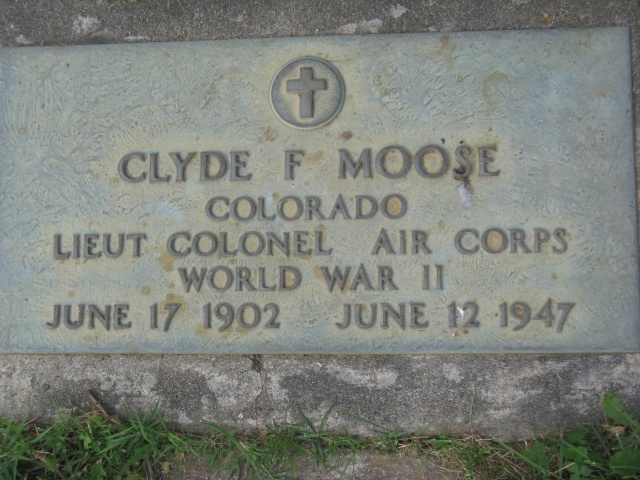 CLYDE F MOOSE
COLORADO
LIEUT COLONEL AIR CORPS
WORLD WAR II
JUNE 17 1902 JUNE 12 1947